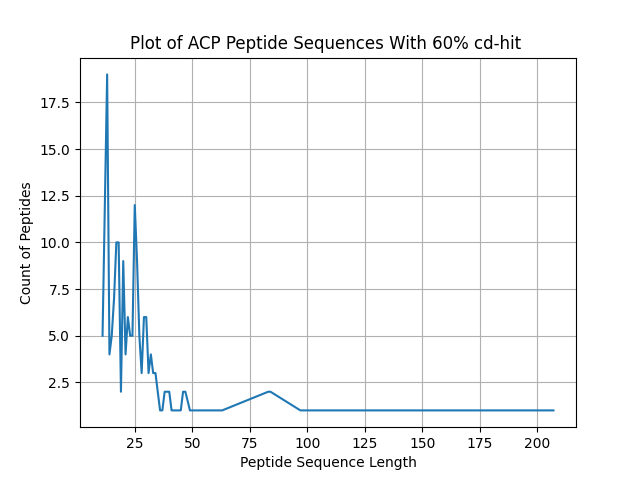 Plot of ACP Peptide Sequences With 60% cd-hit
Count of Peptides
17.5
15.0
12.5
10.0
7.5
5.0
2.5
25 50 75 100 125 150 175 200
Peptide Sequence Length